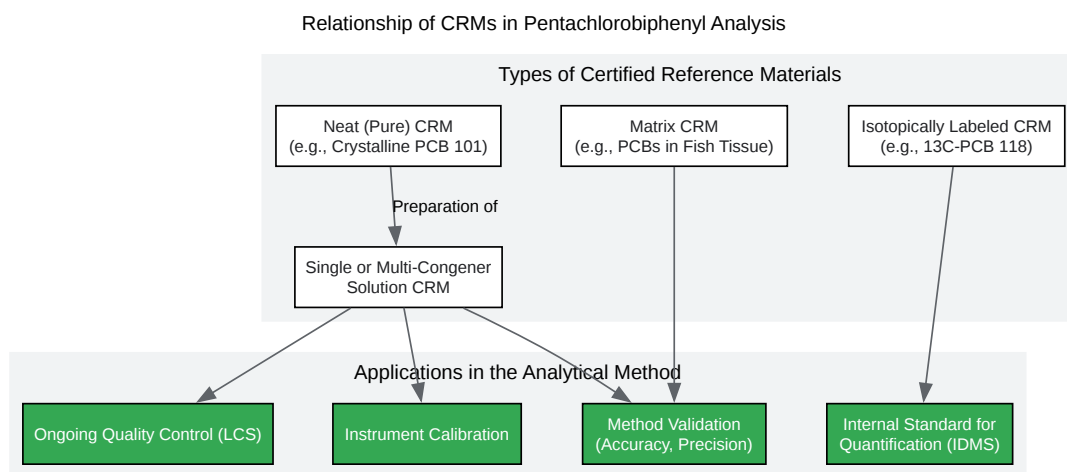 Relationship of CRMs in Pentachlorobiphenyl Analysis
Types of Certified Reference Materials
Neat (Pure) CRM
(e.g., Crystalline PCB 101)
Matrix CRM
(e.g., PCBs in Fish Tissue)
Isotopically Labeled CRM
(e.g., 13C-PCB 118)
Preparation of
Single or Multi-Congener
Solution CRM
Applications in the Analytical Method
Ongoing Quality Control (LCS)
Instrument Calibration
Method Validation
(Accuracy, Precision)
Internal Standard for
Quantification (IDMS)